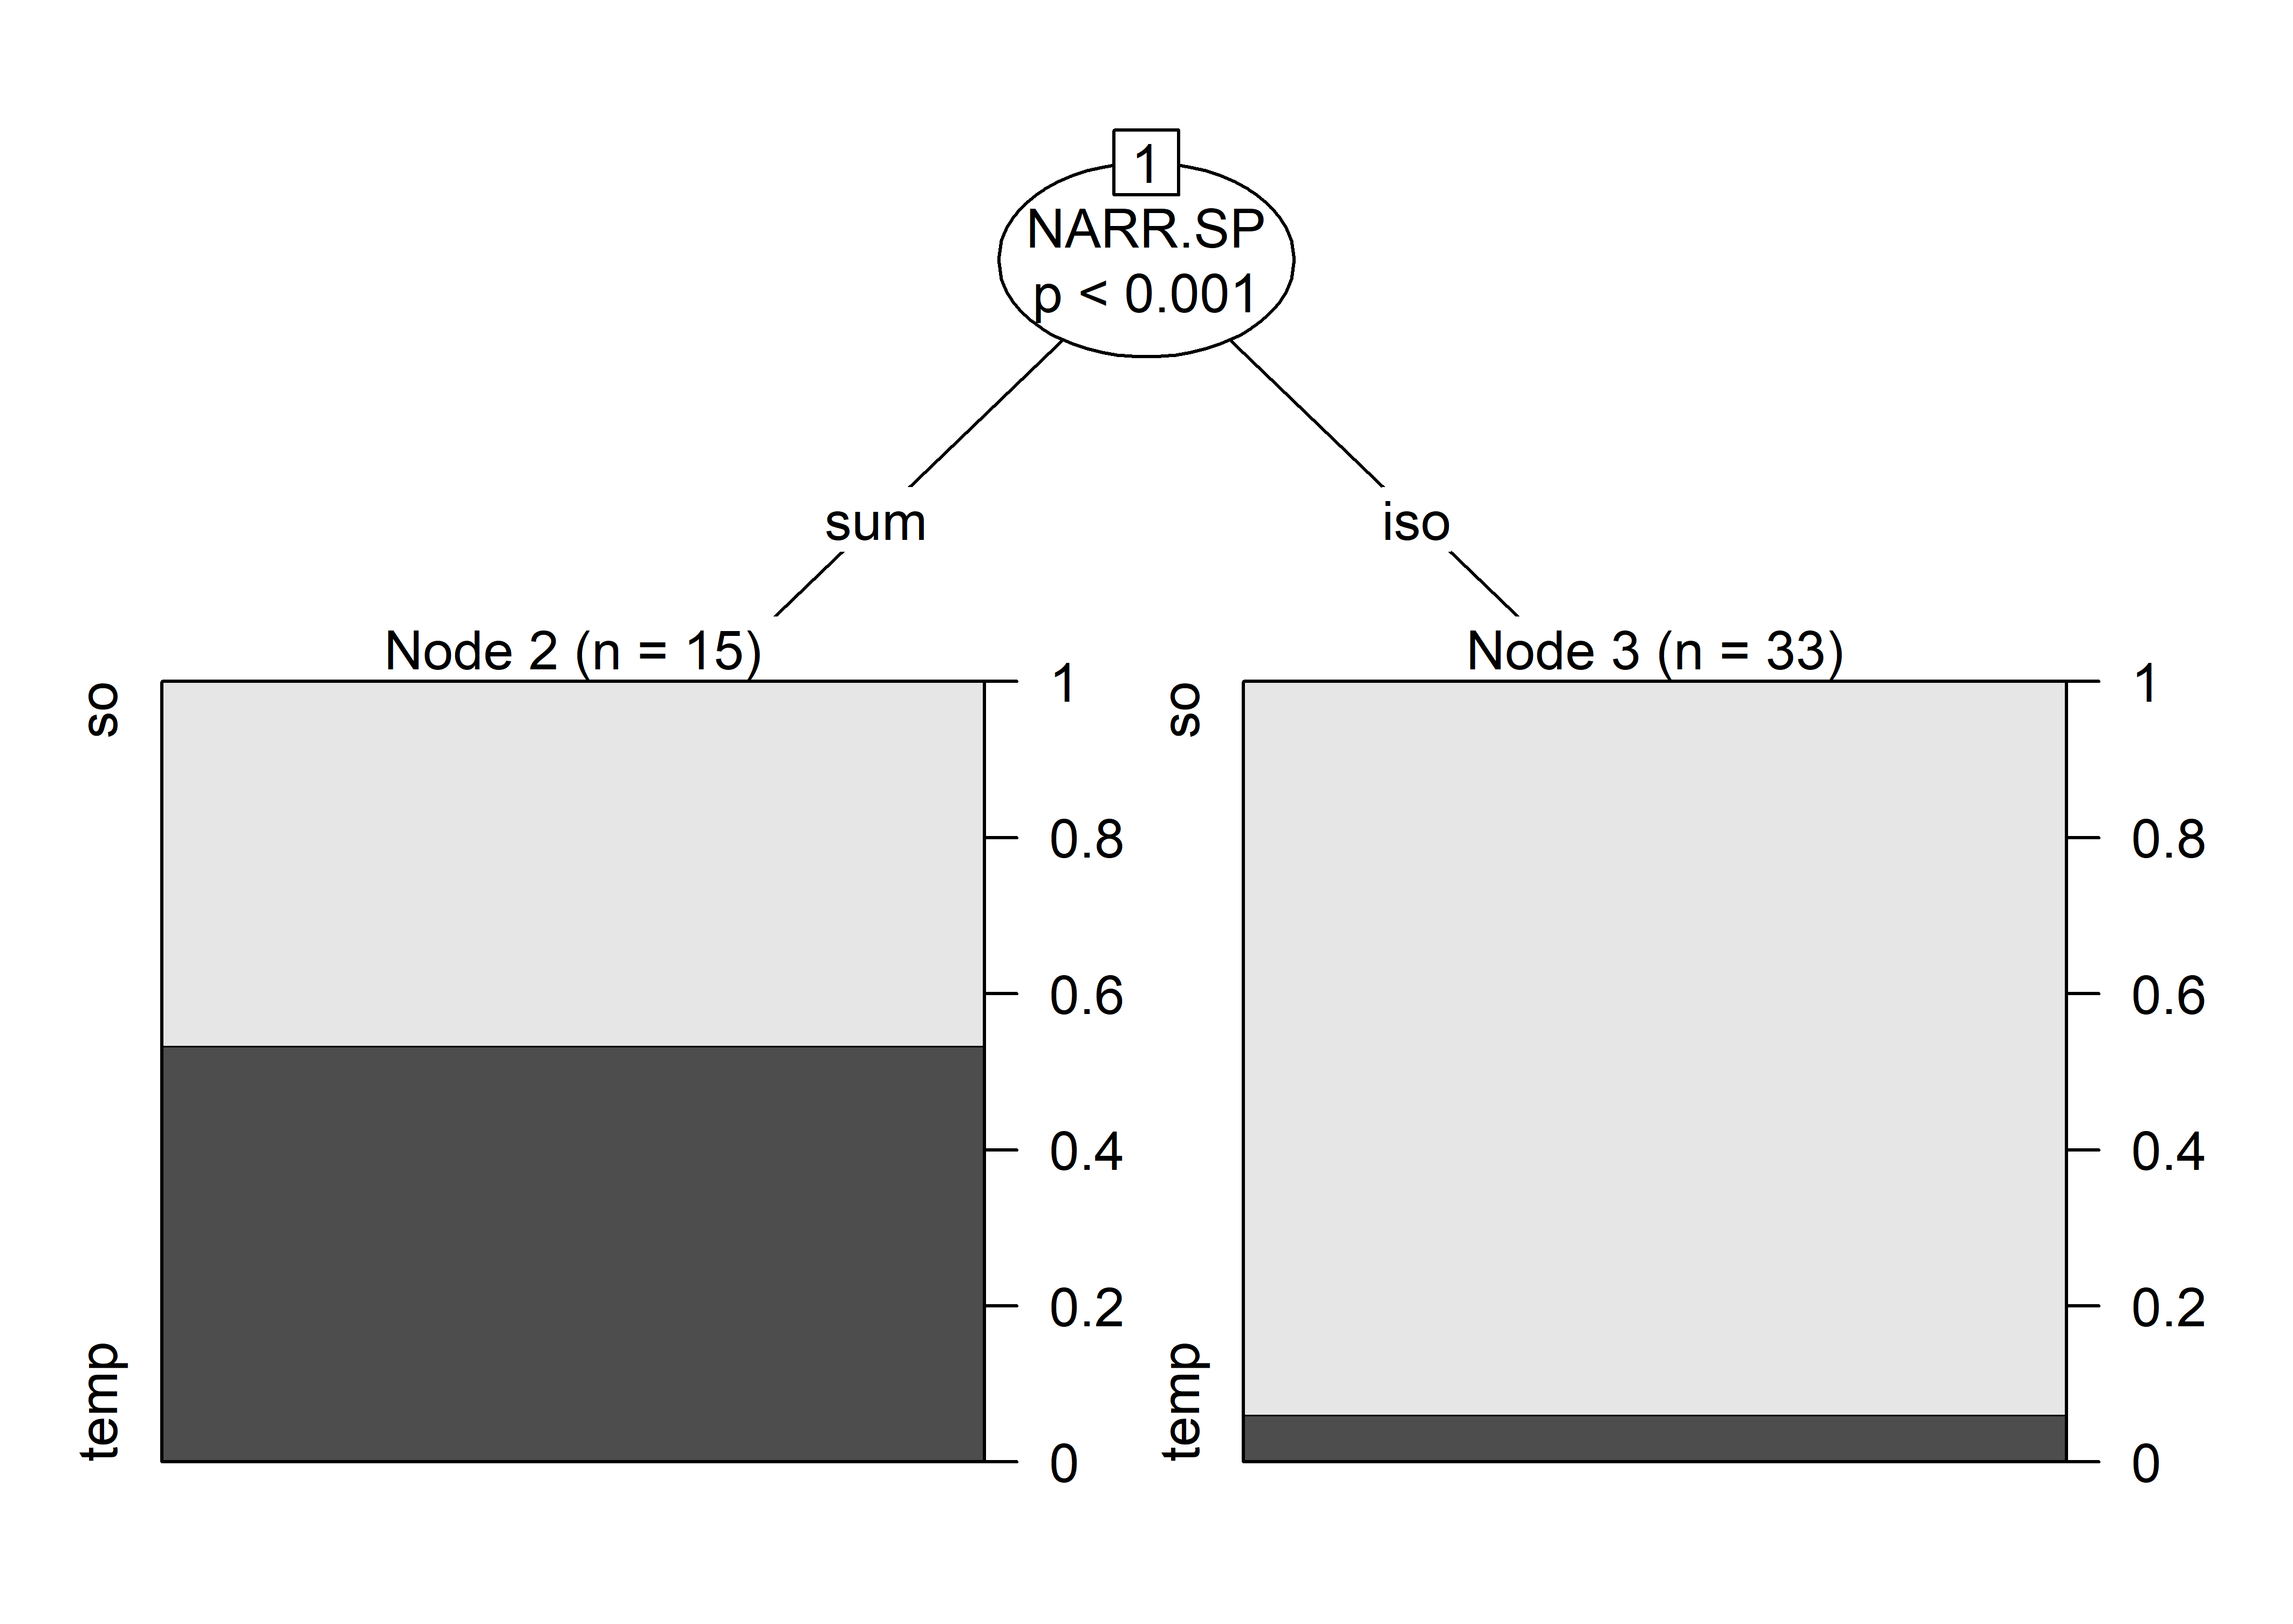 1
NARR.SP
p < 0.001
sum
iso
Node 2 (n = 15)
Node 3 (n = 33)
so
temp
1
0.8
0.6
0.4
0.2
0
so
temp
1
0.8
0.6
0.4
0.2
0